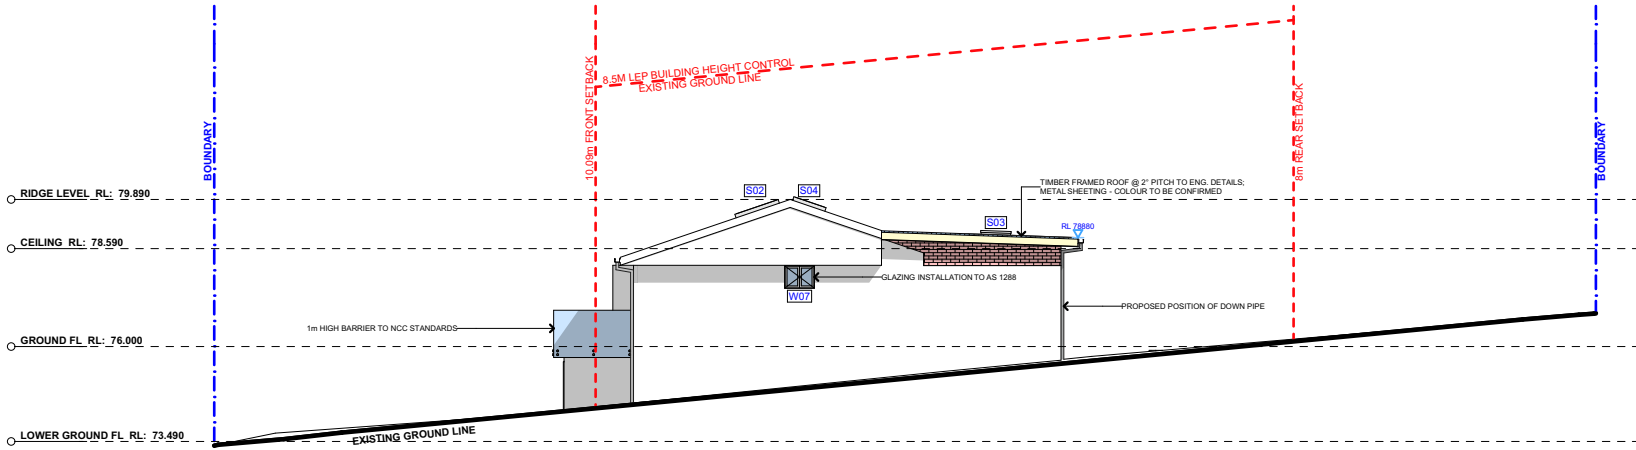 8.5M LEP BUILDING HEIGHT CONTROL
EXISTING GROUND LINE
BOUNDARY
10.09m FRONT SETBACK
8m REAR SETBACK
BOUNDARY
RIDGE LEVEL RL: 79.890
S02
S04
TIMBER FRAMED ROOF @ 2° PITCH TO ENG. DETAILS;
METAL SHEETING - COLOUR TO BE CONFIRMED
S03
RL 78880
CEILING RL: 78.590
GLAZING INSTALLATION TO AS 1288
W07
PROPOSED POSITION OF DOWN PIPE
1m HIGH BARRIER TO NCC STANDARDS
GROUND FL RL: 76.000
LOWER GROUND FL RL: 73.490
EXISTING GROUND LINE